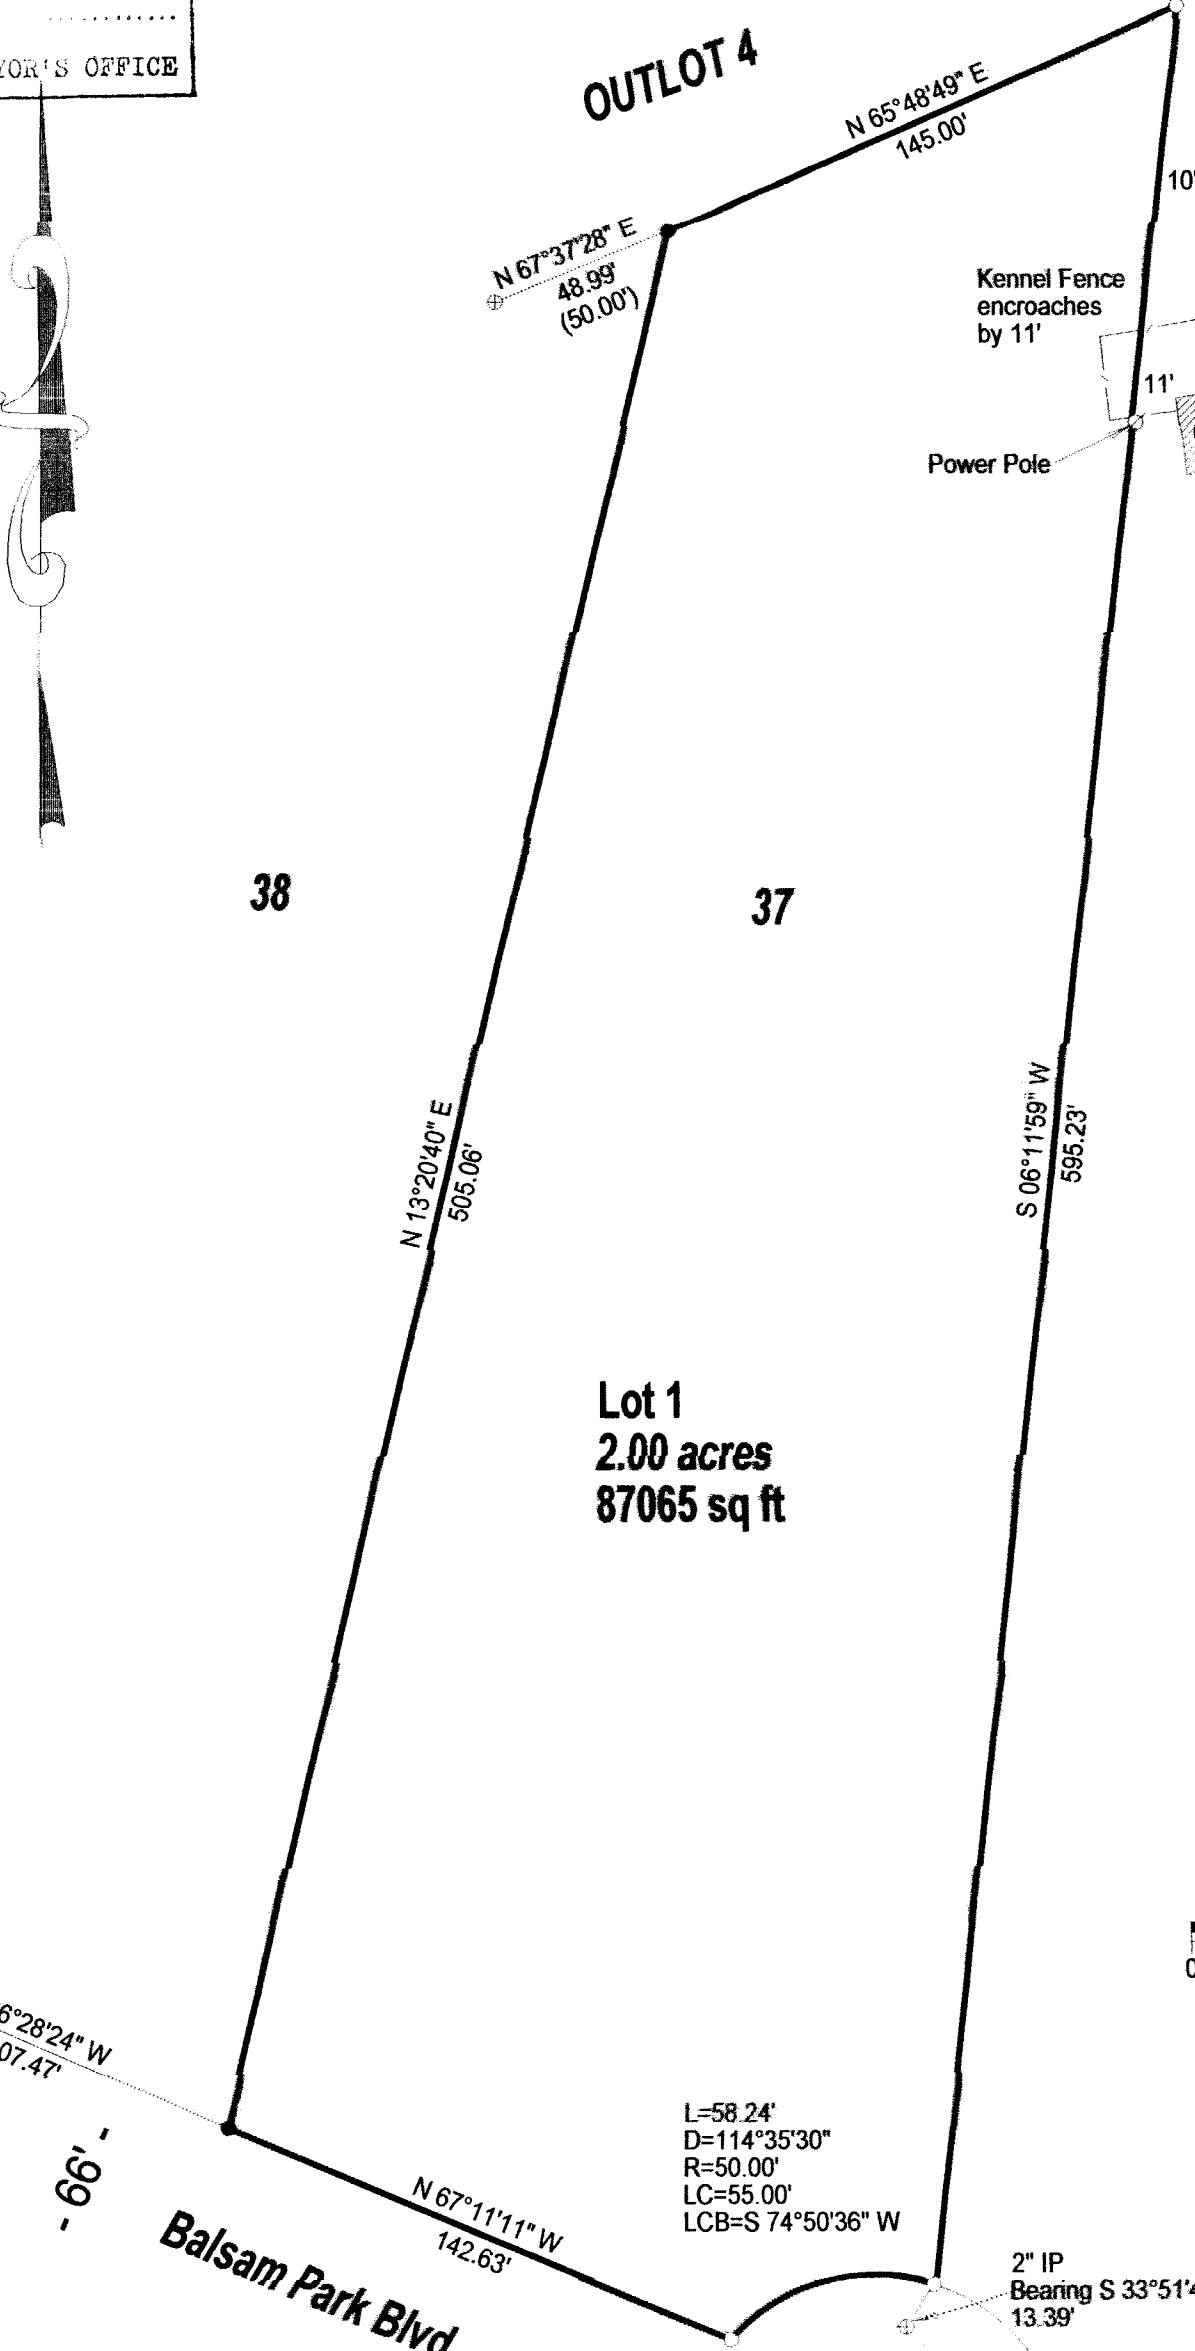 YOR'S OFFICE
OUTLOT 4
N 65°48'49" E
145.00'
N 67°37'28" E
48.99'
(50.00')
10'
Kennel Fence
encroaches
by 11'
11'
Power Pole
38
37
N 13°20'40" E
505.06'
S 06°11'59" W
595.23'
Lot 1
2.00 acres
87065 sq ft
6°28'24" W
07.47'
- 66' -
Balsam Park Blvd
N 67°11'11" W
142.63'
L=58.24'
D=114°35'30"
R=50.00'
LC=55.00'
LCB=S 74°50'36" W
2" IP
Bearing S 33°51'4
13.39'